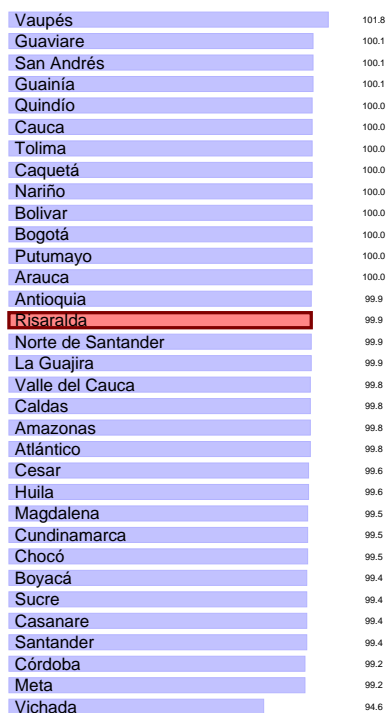 Vaupés 101.8
Guaviare 100.1
San Andrés 100.1
Guainía 100.1
Quindío 100.0
Cauca 100.0
Tolima 100.0
Caquetá 100.0
Nariño 100.0
Bolivar 100.0
Bogotá 100.0
Putumayo 100.0
Arauca 100.0
Antioquia 99.9
Risaralda 99.9
Norte de Santander 99.9
La Guajira 99.9
Valle del Cauca 99.8
Caldas 99.8
Amazonas 99.8
Atlántico 99.8
Cesar 99.6
Huila 99.6
Magdalena 99.5
Cundinamarca 99.5
Chocó 99.5
Boyacá 99.4
Sucre 99.4
Casanare 99.4
Santander 99.4
Córdoba 99.2
Meta 99.2
Vichada 94.6